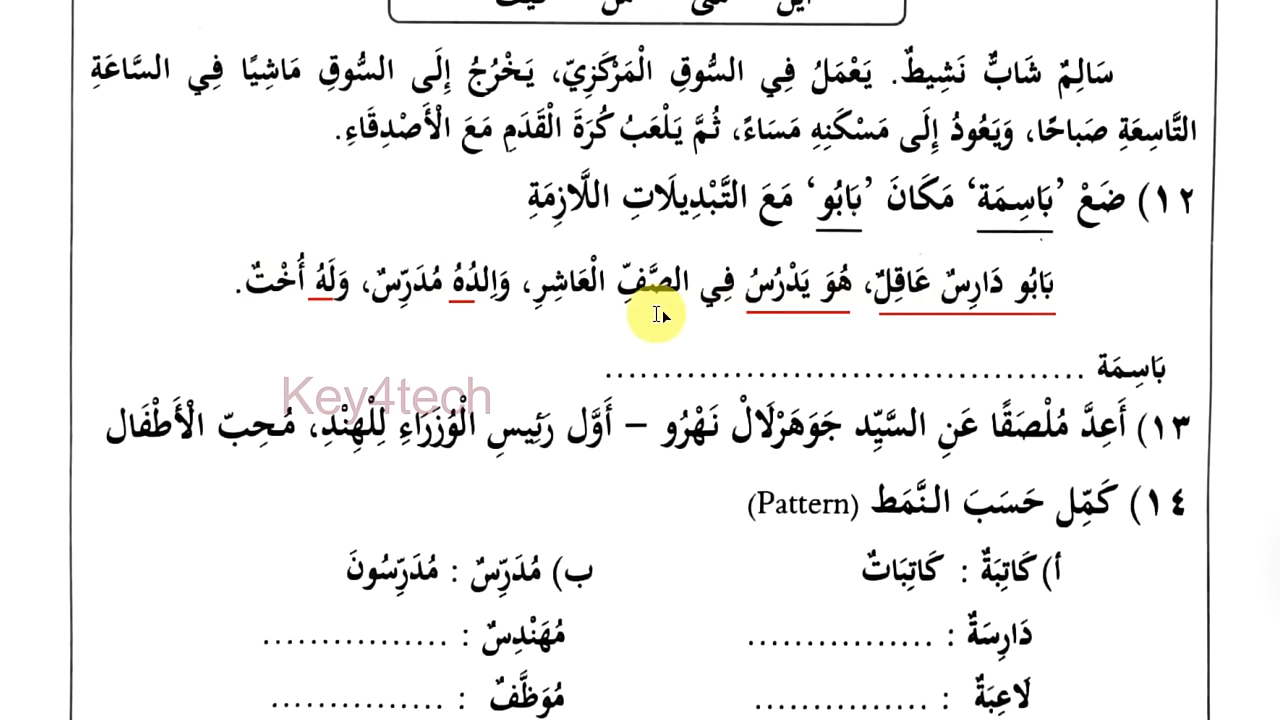 سَالِمٌ شَابٌّ نَشِيطٌ. يَعْمَلُ فِي السُّوقِ الْمَرْكَزِيّ، يَخْرُجُ إِلَى السُّوقِ مَاشِيًا فِي السَّاعَةِ
التَّاسِعَةِ صَباحًا، وَيَعُودُ إِلَى مَسْكَنِهِ مَسَاءً، ثُمَّ يَلْعَبُ كُرَةَ الْقَدَمِ مَعَ الْأَصْدِقَاءِ.
١٢) ضَعْ ’بَاسِمَة‘ مَكَانَ ’بَابُو‘ مَعَ التَّبْدِيلَاتِ اللَّازِمَةِ
بَابُو دَارِسٌ عَاقِلٌ، هُوَ يَدْرُسُ فِي الصَّفِّ الْعَاشِرِ، وَالِدُهُ مُدَرِّسٌ، وَلَهُ أُخْتٌ.
بَاسِمَة ........................................
Key4tech
١٣) أَعِدَّ مُلْصَقًا عَنِ السَّيِّد جَوَهَرْلَالْ نَهْرُو – أَوَّل رَئِيسِ الْوُزَرَاءِ لِلْهِنْدِ، مُحِبّ الْأَطْفَال
١٤) كَمِّل حَسَبَ النَّمَط (Pattern)
أ) كَاتِبَةٌ : كَاتِبَاتٌ ب) مُدَرِّسٌ : مُدَرِّسُونَ
دَارِسَةٌ : ................ مُهَنْدِسٌ : ................
لَاعِبَةٌ : ............... مُوَظَّفٌ : ...............